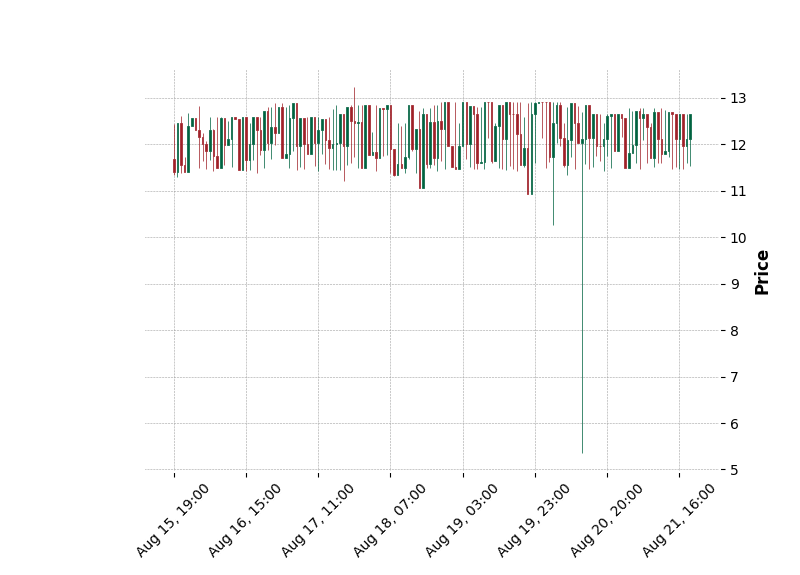 13
12
11
10
9
8
7
6
5
Price
Aug 15, 19:00
Aug 16, 15:00
Aug 17, 11:00
Aug 18, 07:00
Aug 19, 03:00
Aug 19, 23:00
Aug 20, 20:00
Aug 21, 16:00